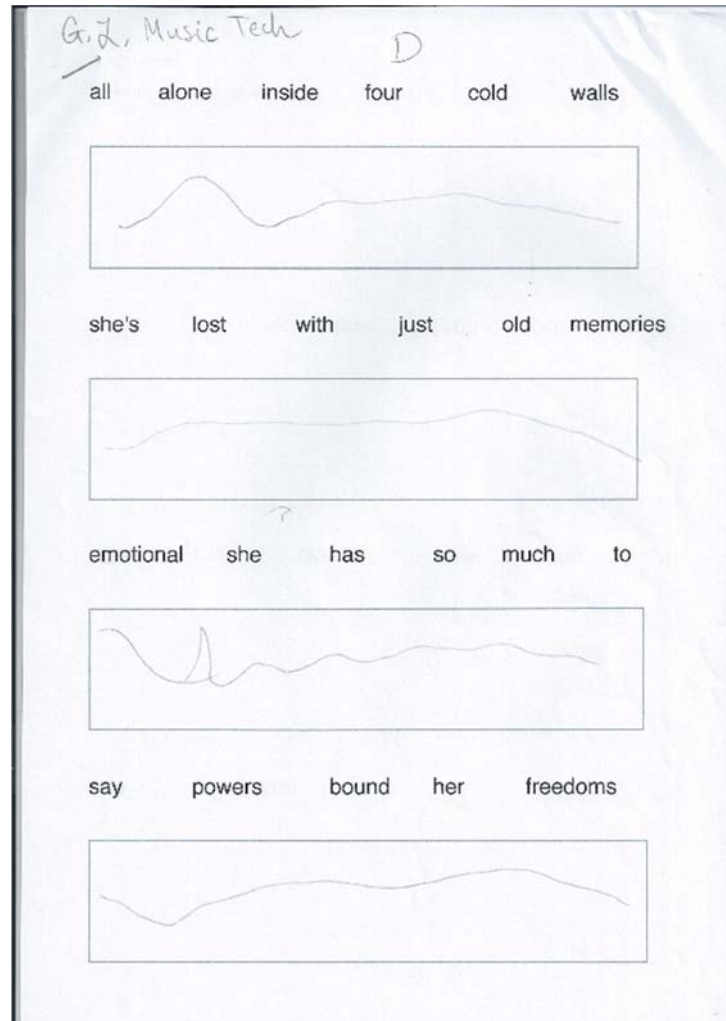 G.L, Music Tech
D
all alone inside four cold walls
she's lost with just old memories
emotional she has so much to
say powers bound her freedoms